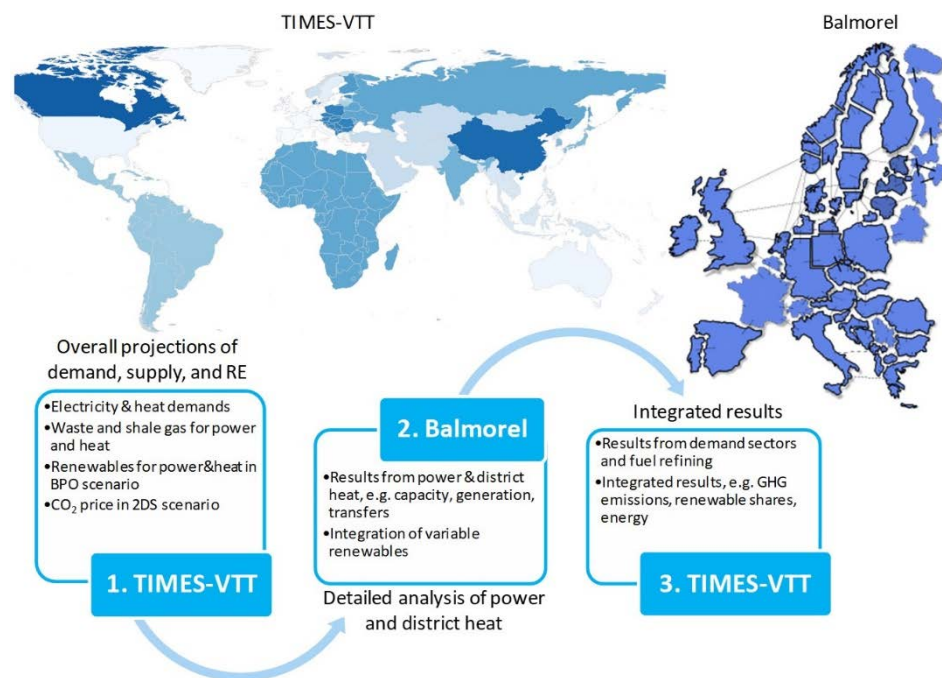 TIMES-VTT
Balmorel
Overall projections of
demand, supply, and RE
•Electricity & heat demands
•Waste and shale gas for power
and heat
•Renewables for power&heat in
BPO scenario
•CO₂ price in 2DS scenario
1. TIMES-VTT
2. Balmorel
•Results from power & district
heat, e.g. capacity, generation,
transfers
•Integration of variable
renewables
Detailed analysis of power
and district heat
Integrated results
•Results from demand sectors
and fuel refining
•Integrated results, e.g. GHG
emissions, renewable shares,
energy
3. TIMES-VTT